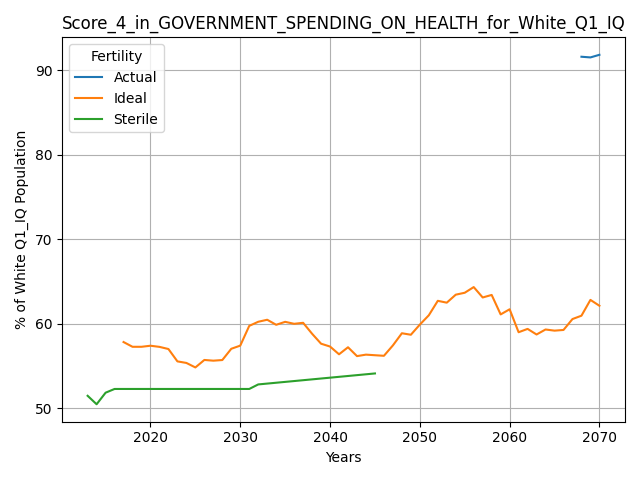 Score_4_in_GOVERNMENT_SPENDING_ON_HEALTH_for_White_Q1_IQ
Fertility
Actual
Ideal
Sterile
% of White Q1_IQ Population
90
80
70
60
50
2020 2030 2040 2050 2060 2070
Years